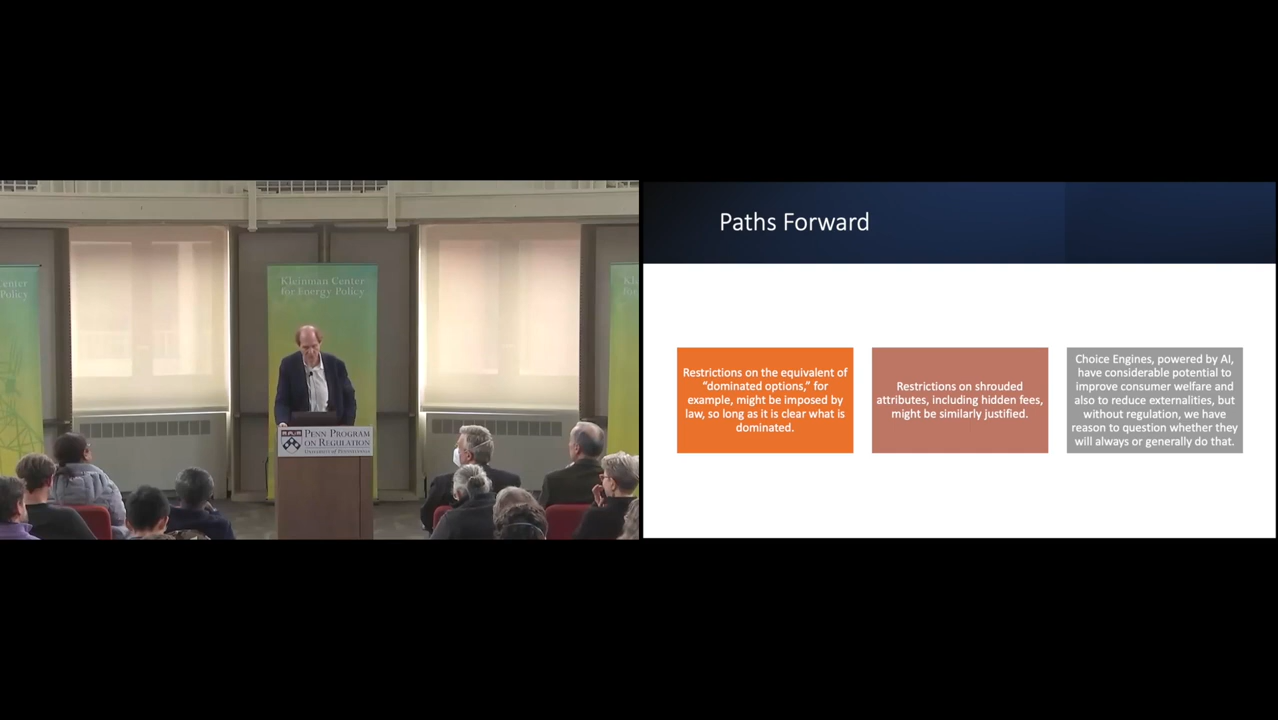 enter
Policy
Kleinman Center
for Energy Policy
Kl
for
PENN PROGRAM
ON REGULATION
UNIVERSITY OF PENNSYLVANIA
Paths Forward
Restrictions on the equivalent of
“dominated options,” for
example, might be imposed by
law, so long as it is clear what is
dominated.
Restrictions on shrouded
attributes, including hidden fees,
might be similarly justified.
Choice Engines, powered by AI,
have considerable potential to
improve consumer welfare and
also to reduce externalities, but
without regulation, we have
reason to question whether they
will always or generally do that.